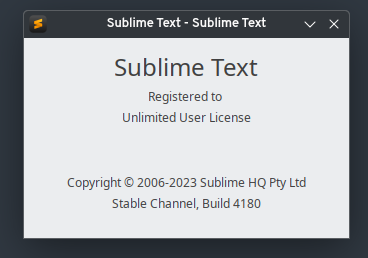 Sublime Text - Sublime Text
Sublime Text
Registered to
Unlimited User License
Copyright © 2006-2023 Sublime HQ Pty Ltd
Stable Channel, Build 4180